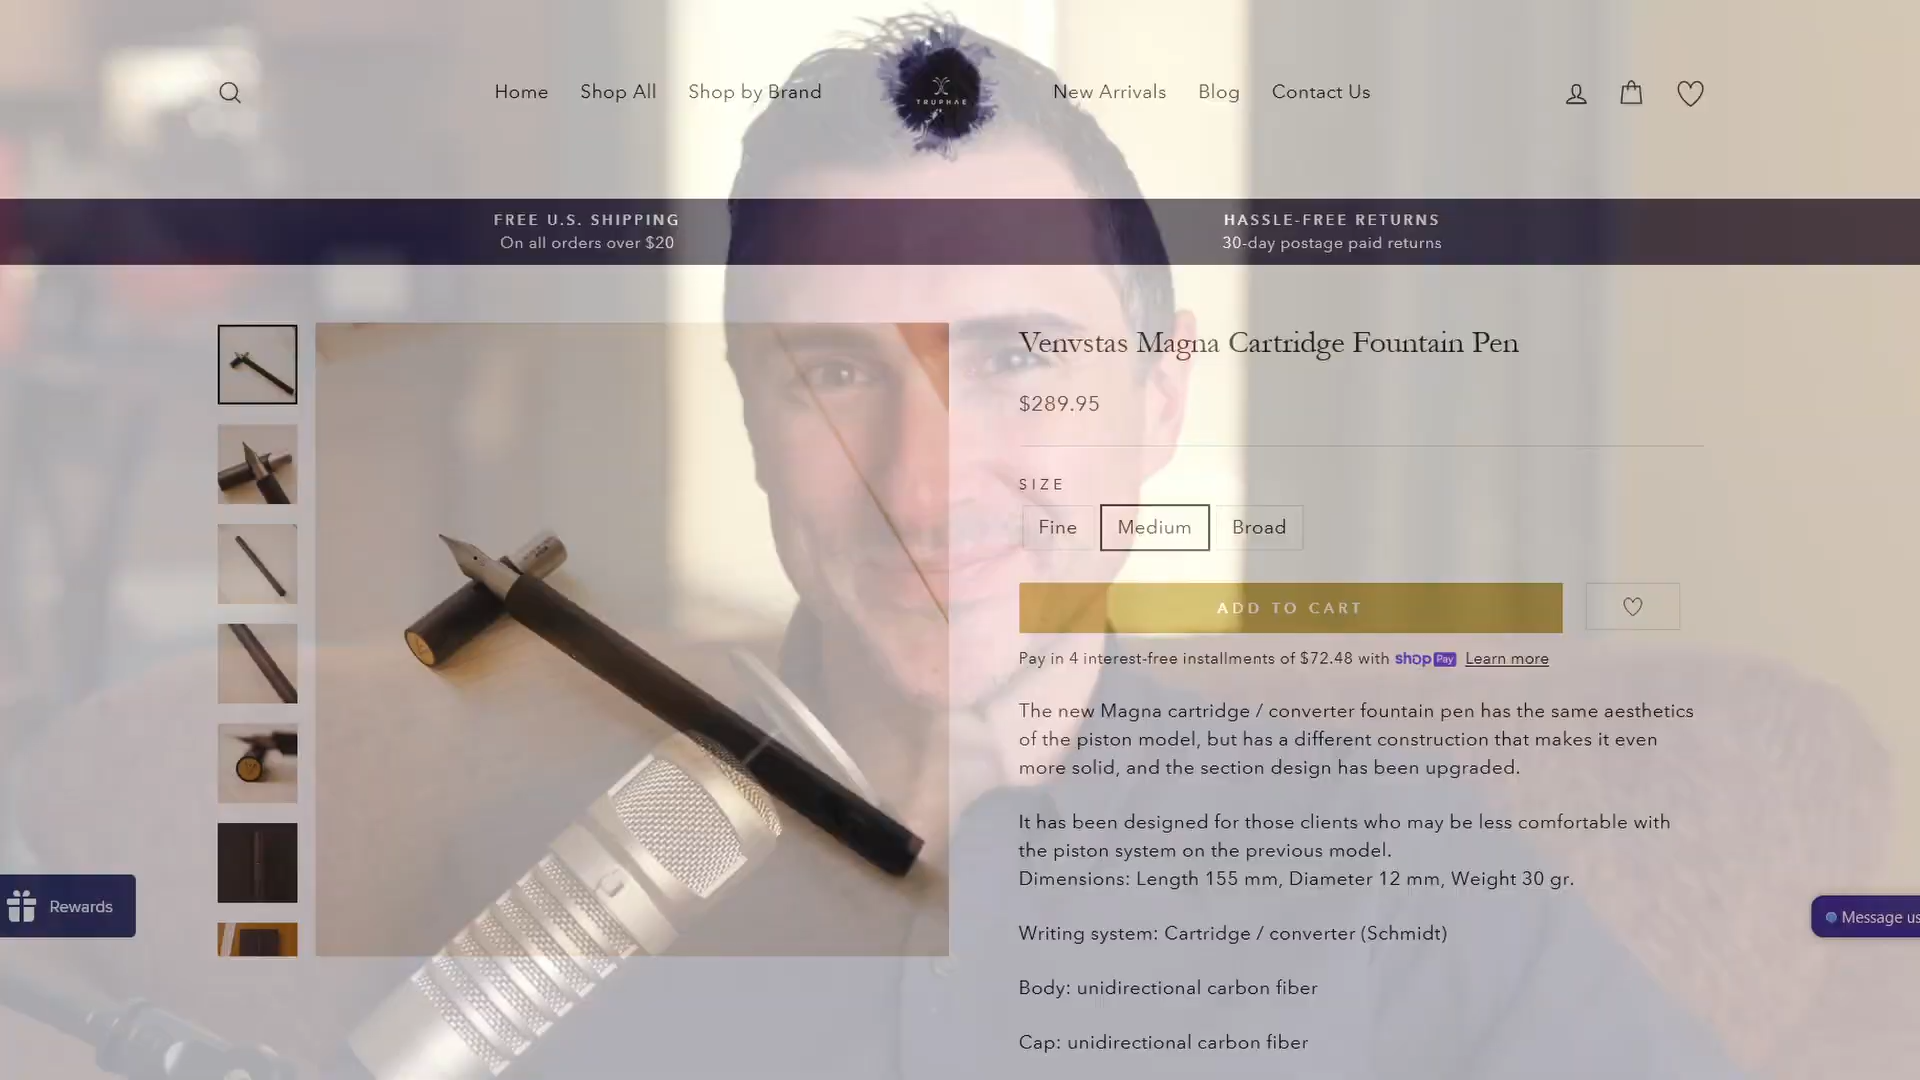 Home
Shop All
Shop by Brand
TRUPHAE
New Arrivals
Blog
Contact Us
FREE U.S. SHIPPING
On all orders over $20
HASSLE-FREE RETURNS
30-day postage paid returns
Venvstas Magna Cartridge Fountain Pen
$289.95
SIZE
Fine
Medium
Broad
ADD TO CART
Pay in 4 interest-free installments of $72.48 with shop Pay Learn more
The new Magna cartridge / converter fountain pen has the same aesthetics
of the piston model, but has a different construction that makes it even
more solid, and the section design has been upgraded.
It has been designed for those clients who may be less comfortable with
the piston system on the previous model.
Dimensions: Length 155 mm, Diameter 12 mm, Weight 30 gr.
Rewards
Message us
Writing system: Cartridge / converter (Schmidt)
Body: unidirectional carbon fiber
Cap: unidirectional carbon fiber